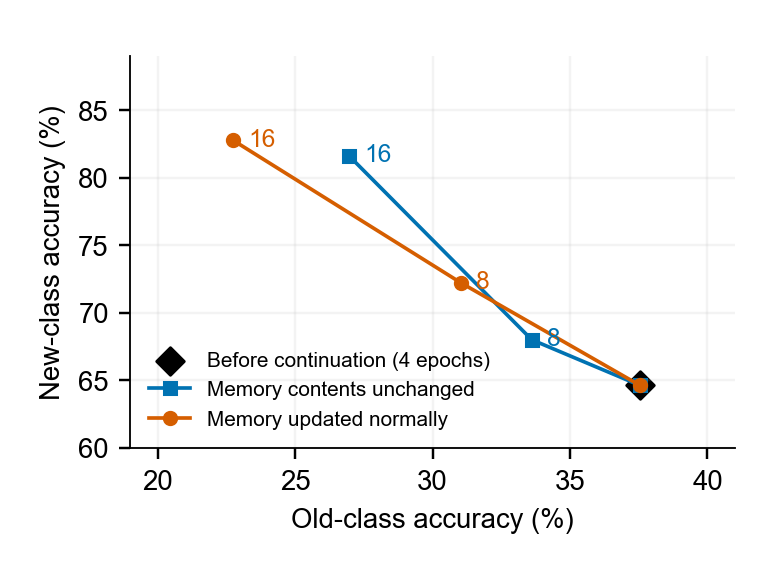 New-class accuracy (%)
85
80
75
70
65
60
16
16
8
8
Before continuation (4 epochs)
Memory contents unchanged
Memory updated normally
20 25 30 35 40
Old-class accuracy (%)